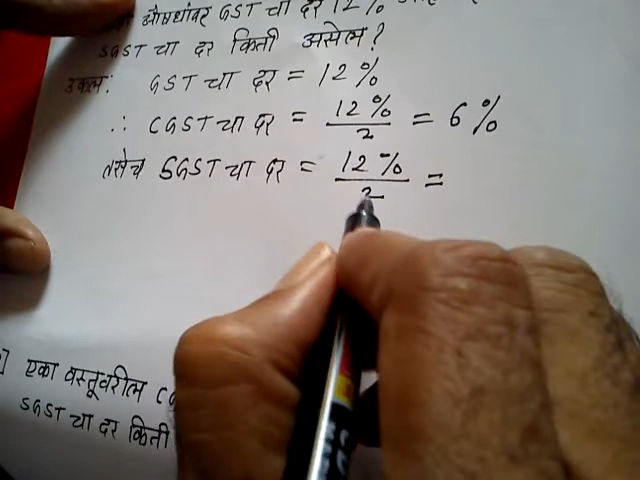 औषधांवर GST चा दर 12%
SGST चा दर किती असेल?
उकल: GST चा दर = 12%
∴ CGST चा दर = 12%/2 = 6%
तसेच SGST चा दर = 12%/2 =
एका वस्तूवरील
SGST चा दर किती